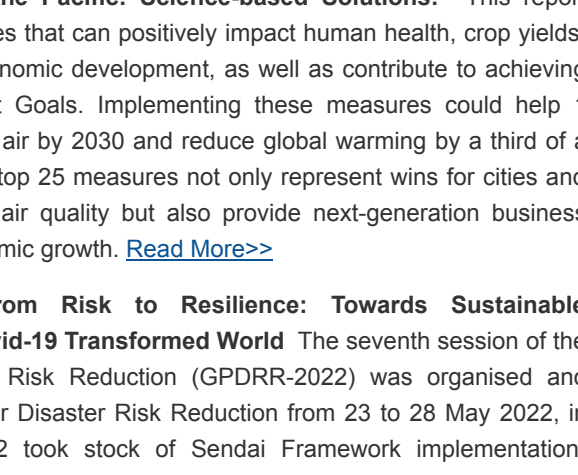 the Pacific: Science-based Solutions: This report
es that can positively impact human health, crop yields,
nomic development, as well as contribute to achieving
t Goals. Implementing these measures could help
air by 2030 and reduce global warming by a third of a
top 25 measures not only represent wins for cities and
air quality but also provide next-generation business
mic growth. Read More>>
rom Risk to Resilience: Towards Sustainable
vid-19 Transformed World The seventh session of the
Risk Reduction (GPDRR-2022) was organised and
r Disaster Risk Reduction from 23 to 28 May 2022, in
2 took stock of Sendai Framework implementation,